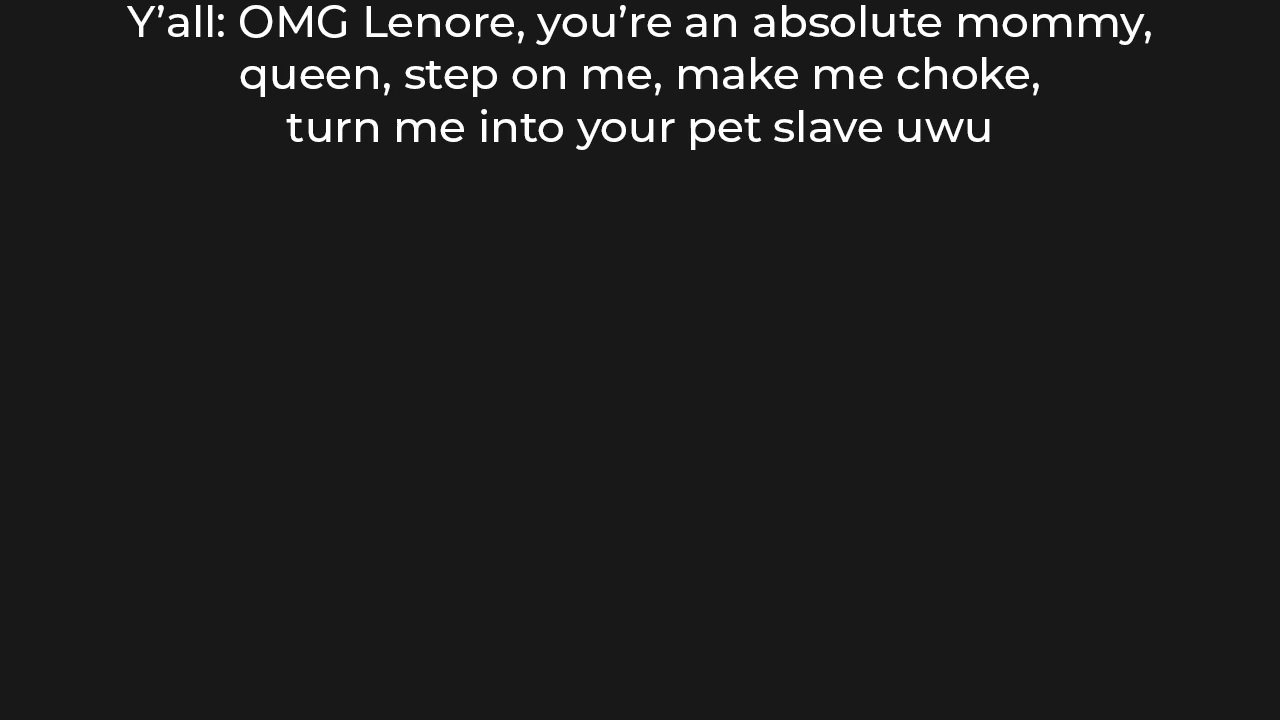 Y’all: OMG Lenore, you’re an absolute mommy,
queen, step on me, make me choke,
turn me into your pet slave uwu